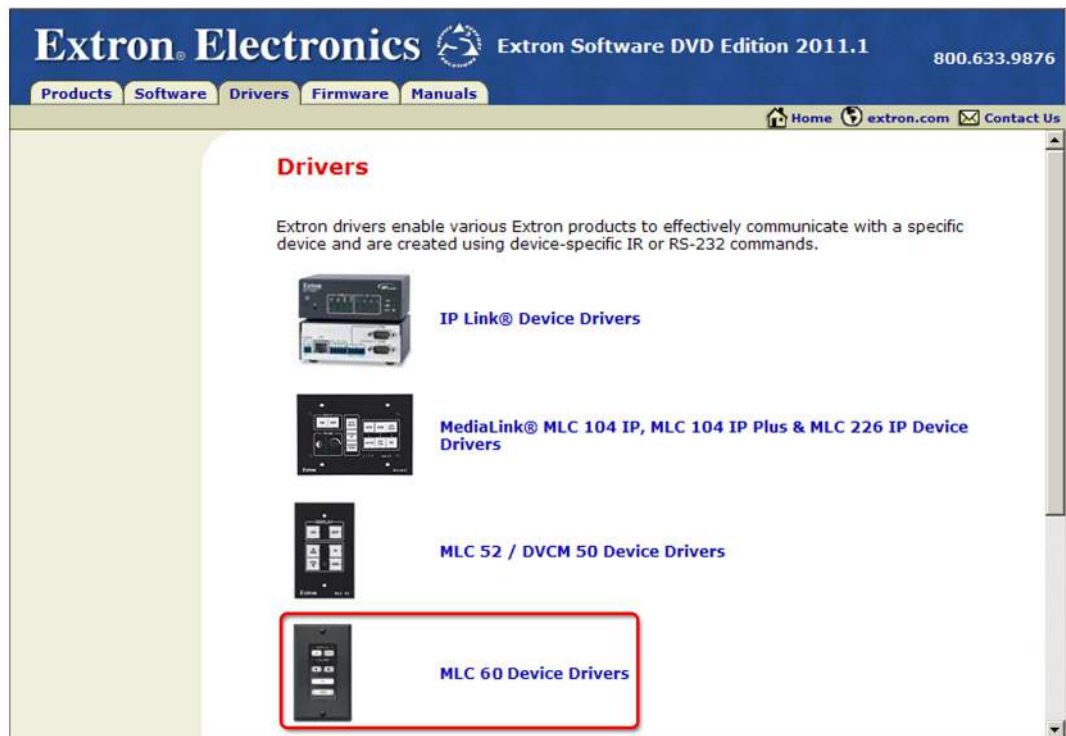 Extron® Electronics Extron Software DVD Edition 2011.1 800.633.9876
Products Software Drivers Firmware Manuals
Home extron.com Contact Us
Drivers
Extron drivers enable various Extron products to effectively communicate with a specific
device and are created using device-specific IR or RS-232 commands.
IP Link® Device Drivers
MediaLink® MLC 104 IP, MLC 104 IP Plus & MLC 226 IP Device
Drivers
MLC 52 / DVCM 50 Device Drivers
MLC 60 Device Drivers